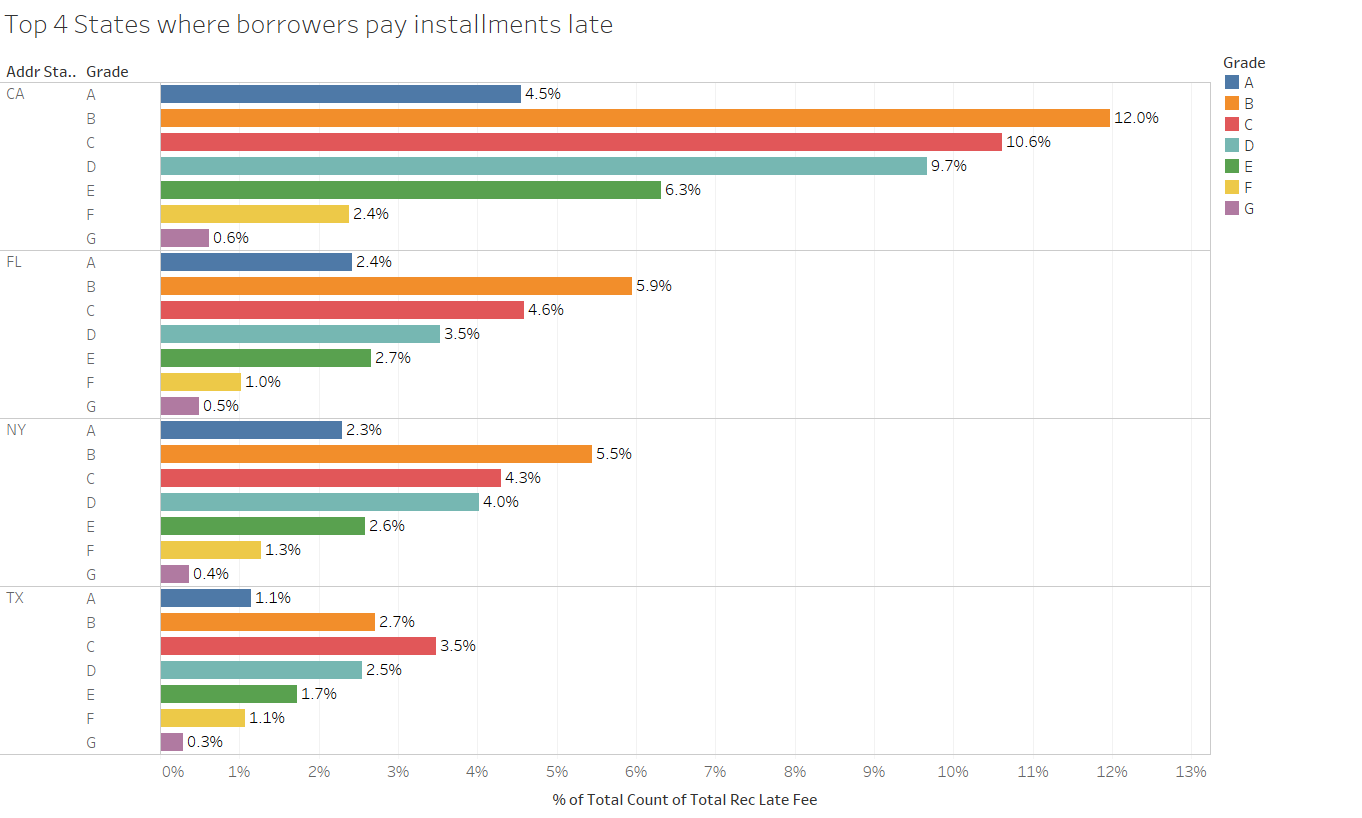 Top 4 States where borrowers pay installments late
Addr Sta.. Grade
CA A 4.5%
B 12.0%
C 10.6%
D 9.7%
E 6.3%
F 2.4%
G 0.6%
FL A 2.4%
B 5.9%
C 4.6%
D 3.5%
E 2.7%
F 1.0%
G 0.5%
NY A 2.3%
B 5.5%
C 4.3%
D 4.0%
E 2.6%
F 1.3%
G 0.4%
TX A 1.1%
B 2.7%
C 3.5%
D 2.5%
E 1.7%
F 1.1%
G 0.3%
0% 1% 2% 3% 4% 5% 6% 7% 8% 9% 10% 11% 12% 13%
% of Total Count of Total Rec Late Fee
Grade
A
B
C
D
E
F
G